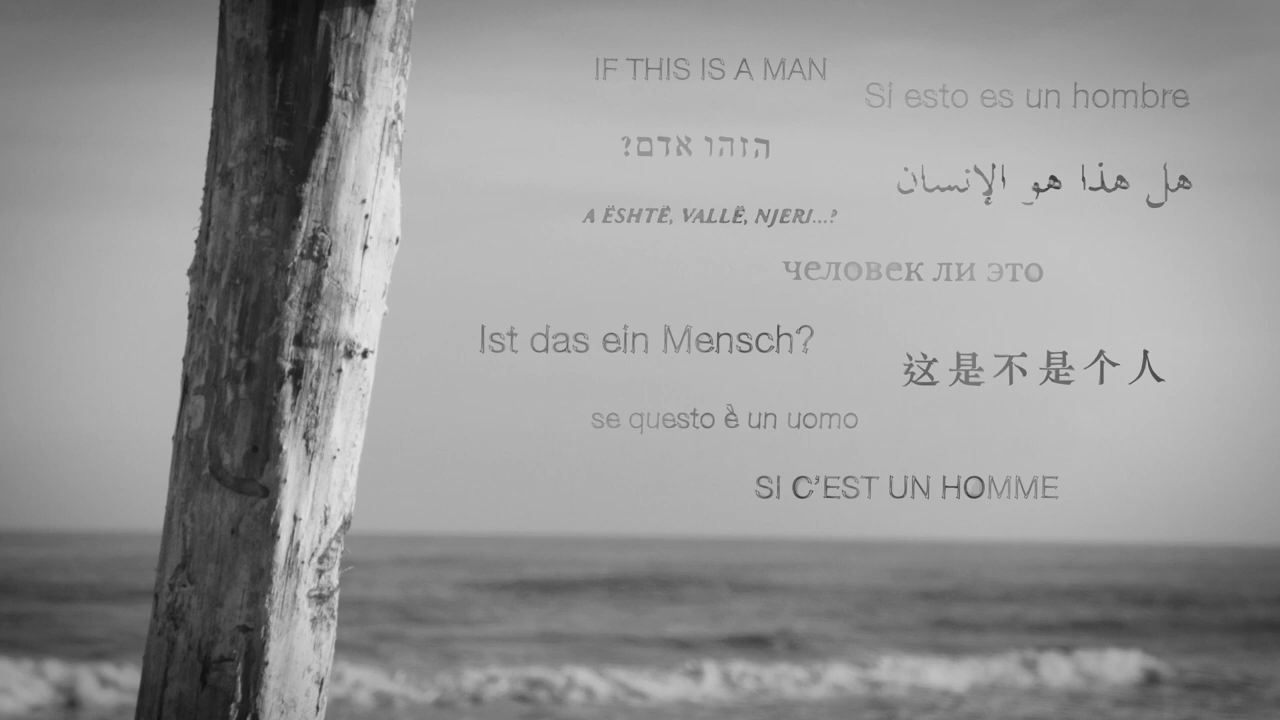 IF THIS IS A MAN
Si esto es un hombre
הזהו אדם?
هل هذا هو الإنسان
A ËSHTË, VALLË, NJERI...?
человек ли это
Ist das ein Mensch?
这是不是个人
se questo è un uomo
SI C'EST UN HOMME